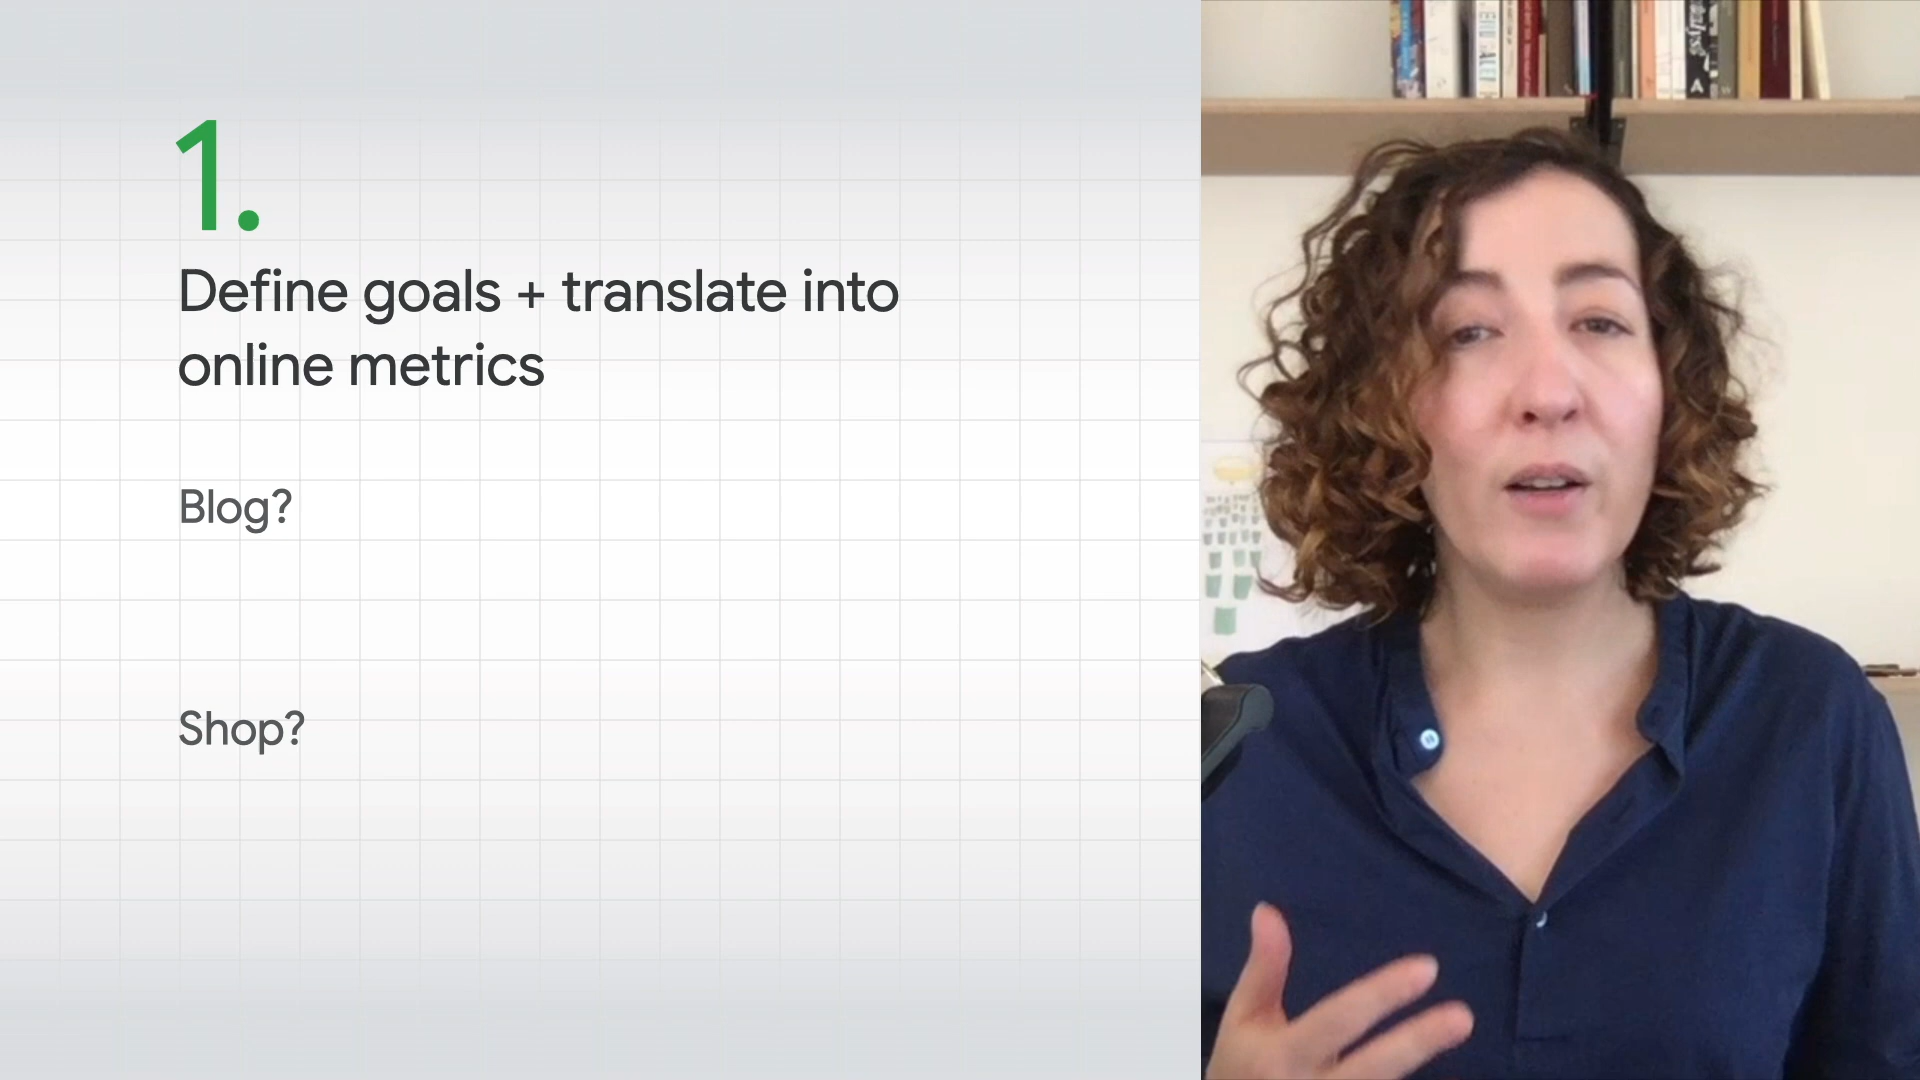 1.
Define goals + translate into
online metrics
Blog?
Shop?